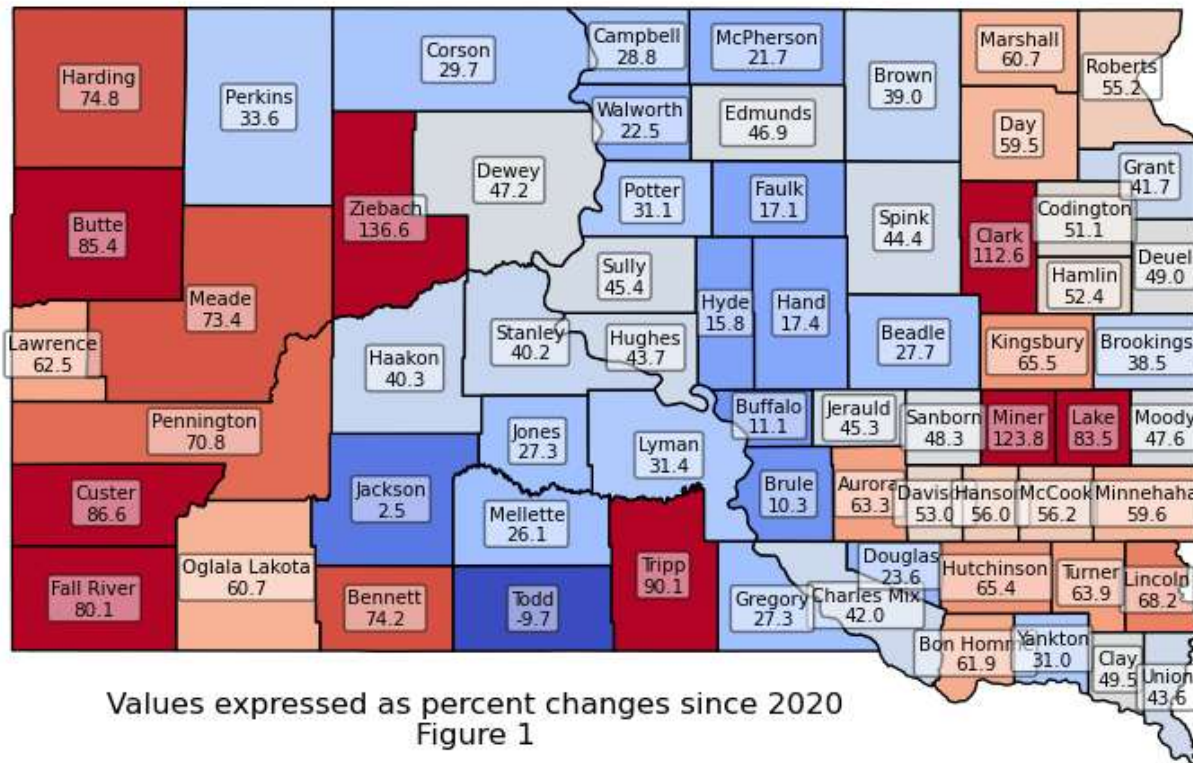 Harding
74.8
Perkins
33.6
Corson
29.7
Campbell
28.8
McPherson
21.7
Brown
39.0
Marshall
60.7
Roberts
55.2
Walworth
22.5
Edmunds
46.9
Day
59.5
Dewey
47.2
Grant
41.7
Butte
85.4
Ziebach
136.6
Potter
31.1
Faulk
17.1
Spink
44.4
Clark
112.6
Codington
51.1
Deuel
49.0
Hamlin
52.4
Meade
73.4
Sully
45.4
Hyde
15.8
Hand
17.4
Lawrence
62.5
Haakon
40.3
Stanley
40.2
Hughes
43.7
Beadle
27.7
Kingsbury
65.5
Brookings
38.5
Pennington
70.8
Jones
27.3
Lyman
31.4
Buffalo
11.1
Jerauld
45.3
Sanborn
48.3
Miner
123.8
Lake
83.5
Moody
47.6
Custer
86.6
Jackson
2.5
Mellette
26.1
Brule
10.3
Aurora
63.3
Davison
53.0
Hanson
56.0
McCook
56.2
Minnehaha
59.6
Fall River
80.1
Oglala Lakota
60.7
Bennett
74.2
Todd
-9.7
Tripp
90.1
Gregory
27.3
Charles Mix
42.0
Douglas
23.6
Hutchinson
65.4
Turner
63.9
Lincoln
68.2
Bon Homme
61.9
Yankton
31.0
Clay
49.5
Union
43.6
Values expressed as percent changes since 2020
Figure 1